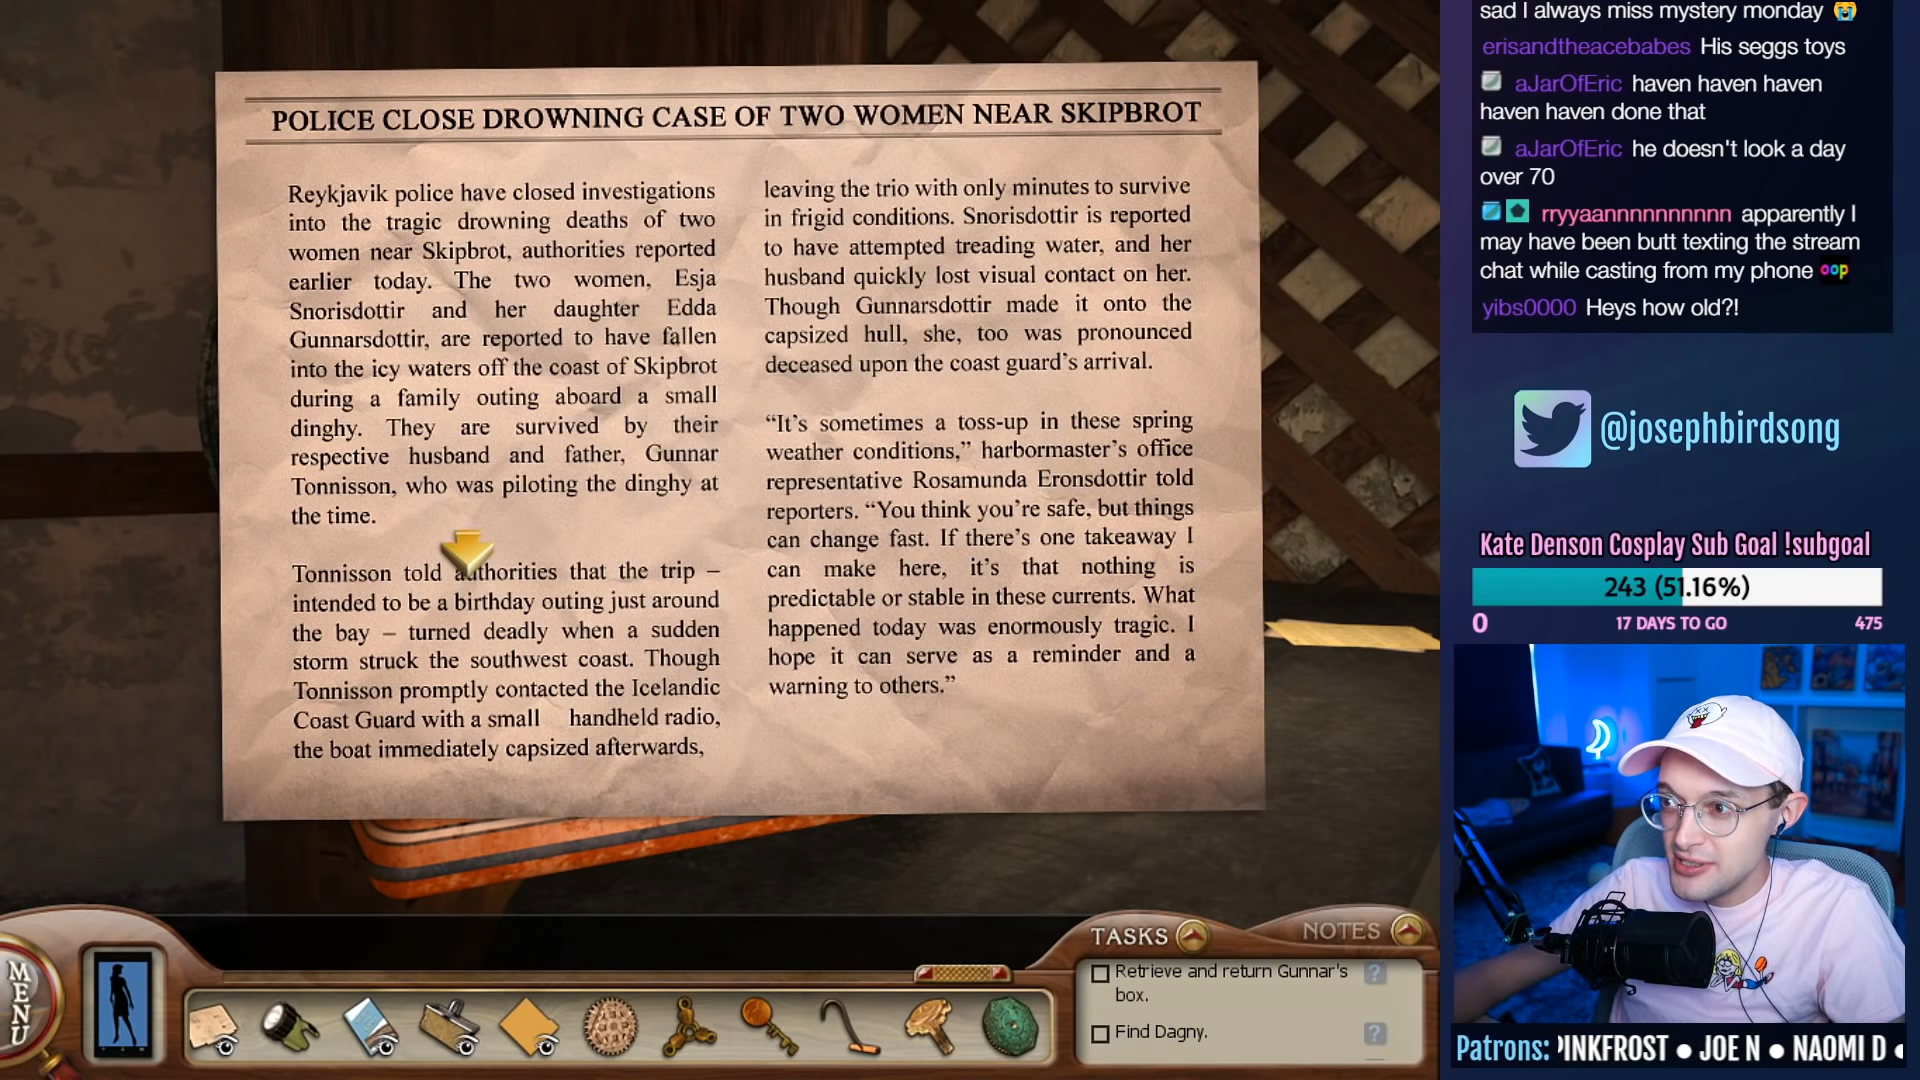 POLICE CLOSE DROWNING CASE OF TWO WOMEN NEAR SKIPBROT
Reykjavik police have closed investigations
into the tragic drowning deaths of two
women near Skipbrot, authorities reported
earlier today. The two women, Esja
Snorisdottir and her daughter Edda
Gunnarsdottir, are reported to have fallen
into the icy waters off the coast of Skipbrot
during a family outing aboard a small
dinghy. They are survived by their
respective husband and father, Gunnar
Tonnisson, who was piloting the dinghy at
the time.
Tonnisson told authorities that the trip –
intended to be a birthday outing just around
the bay – turned deadly when a sudden
storm struck the southwest coast. Though
Tonnisson promptly contacted the Icelandic
Coast Guard with a small handheld radio,
the boat immediately capsized afterwards,
leaving the trio with only minutes to survive
in frigid conditions. Snorisdottir is reported
to have attempted treading water, and her
husband quickly lost visual contact on her.
Though Gunnarsdottir made it onto the
capsized hull, she, too was pronounced
deceased upon the coast guard's arrival.
“It's sometimes a toss-up in these spring
weather conditions,” harbormaster's office
representative Rosamunda Eronsdottir told
reporters. “You think you're safe, but things
can change fast. If there's one takeaway I
can make here, it's that nothing is
predictable or stable in these currents. What
happened today was enormously tragic. I
hope it can serve as a reminder and a
warning to others.”
MENU
TASKS
NOTES
Retrieve and return Gunnar's ?
box.
Find Dagny. ?
sad I always miss mystery monday
erisandtheacebabes His seggs toys
aJarOfEric haven haven haven
haven haven done that
aJarOfEric he doesn't look a day
over 70
rryyaannnnnnnnnn apparently I
may have been butt texting the stream
chat while casting from my phone oop
yibs0000 Heys how old?!
@josephbirdsong
Kate Denson Cosplay Sub Goal !subgoal
243 (51.16%)
0 17 DAYS TO GO 475
Patrons: PINKFROST • JOE N • NAOMI D